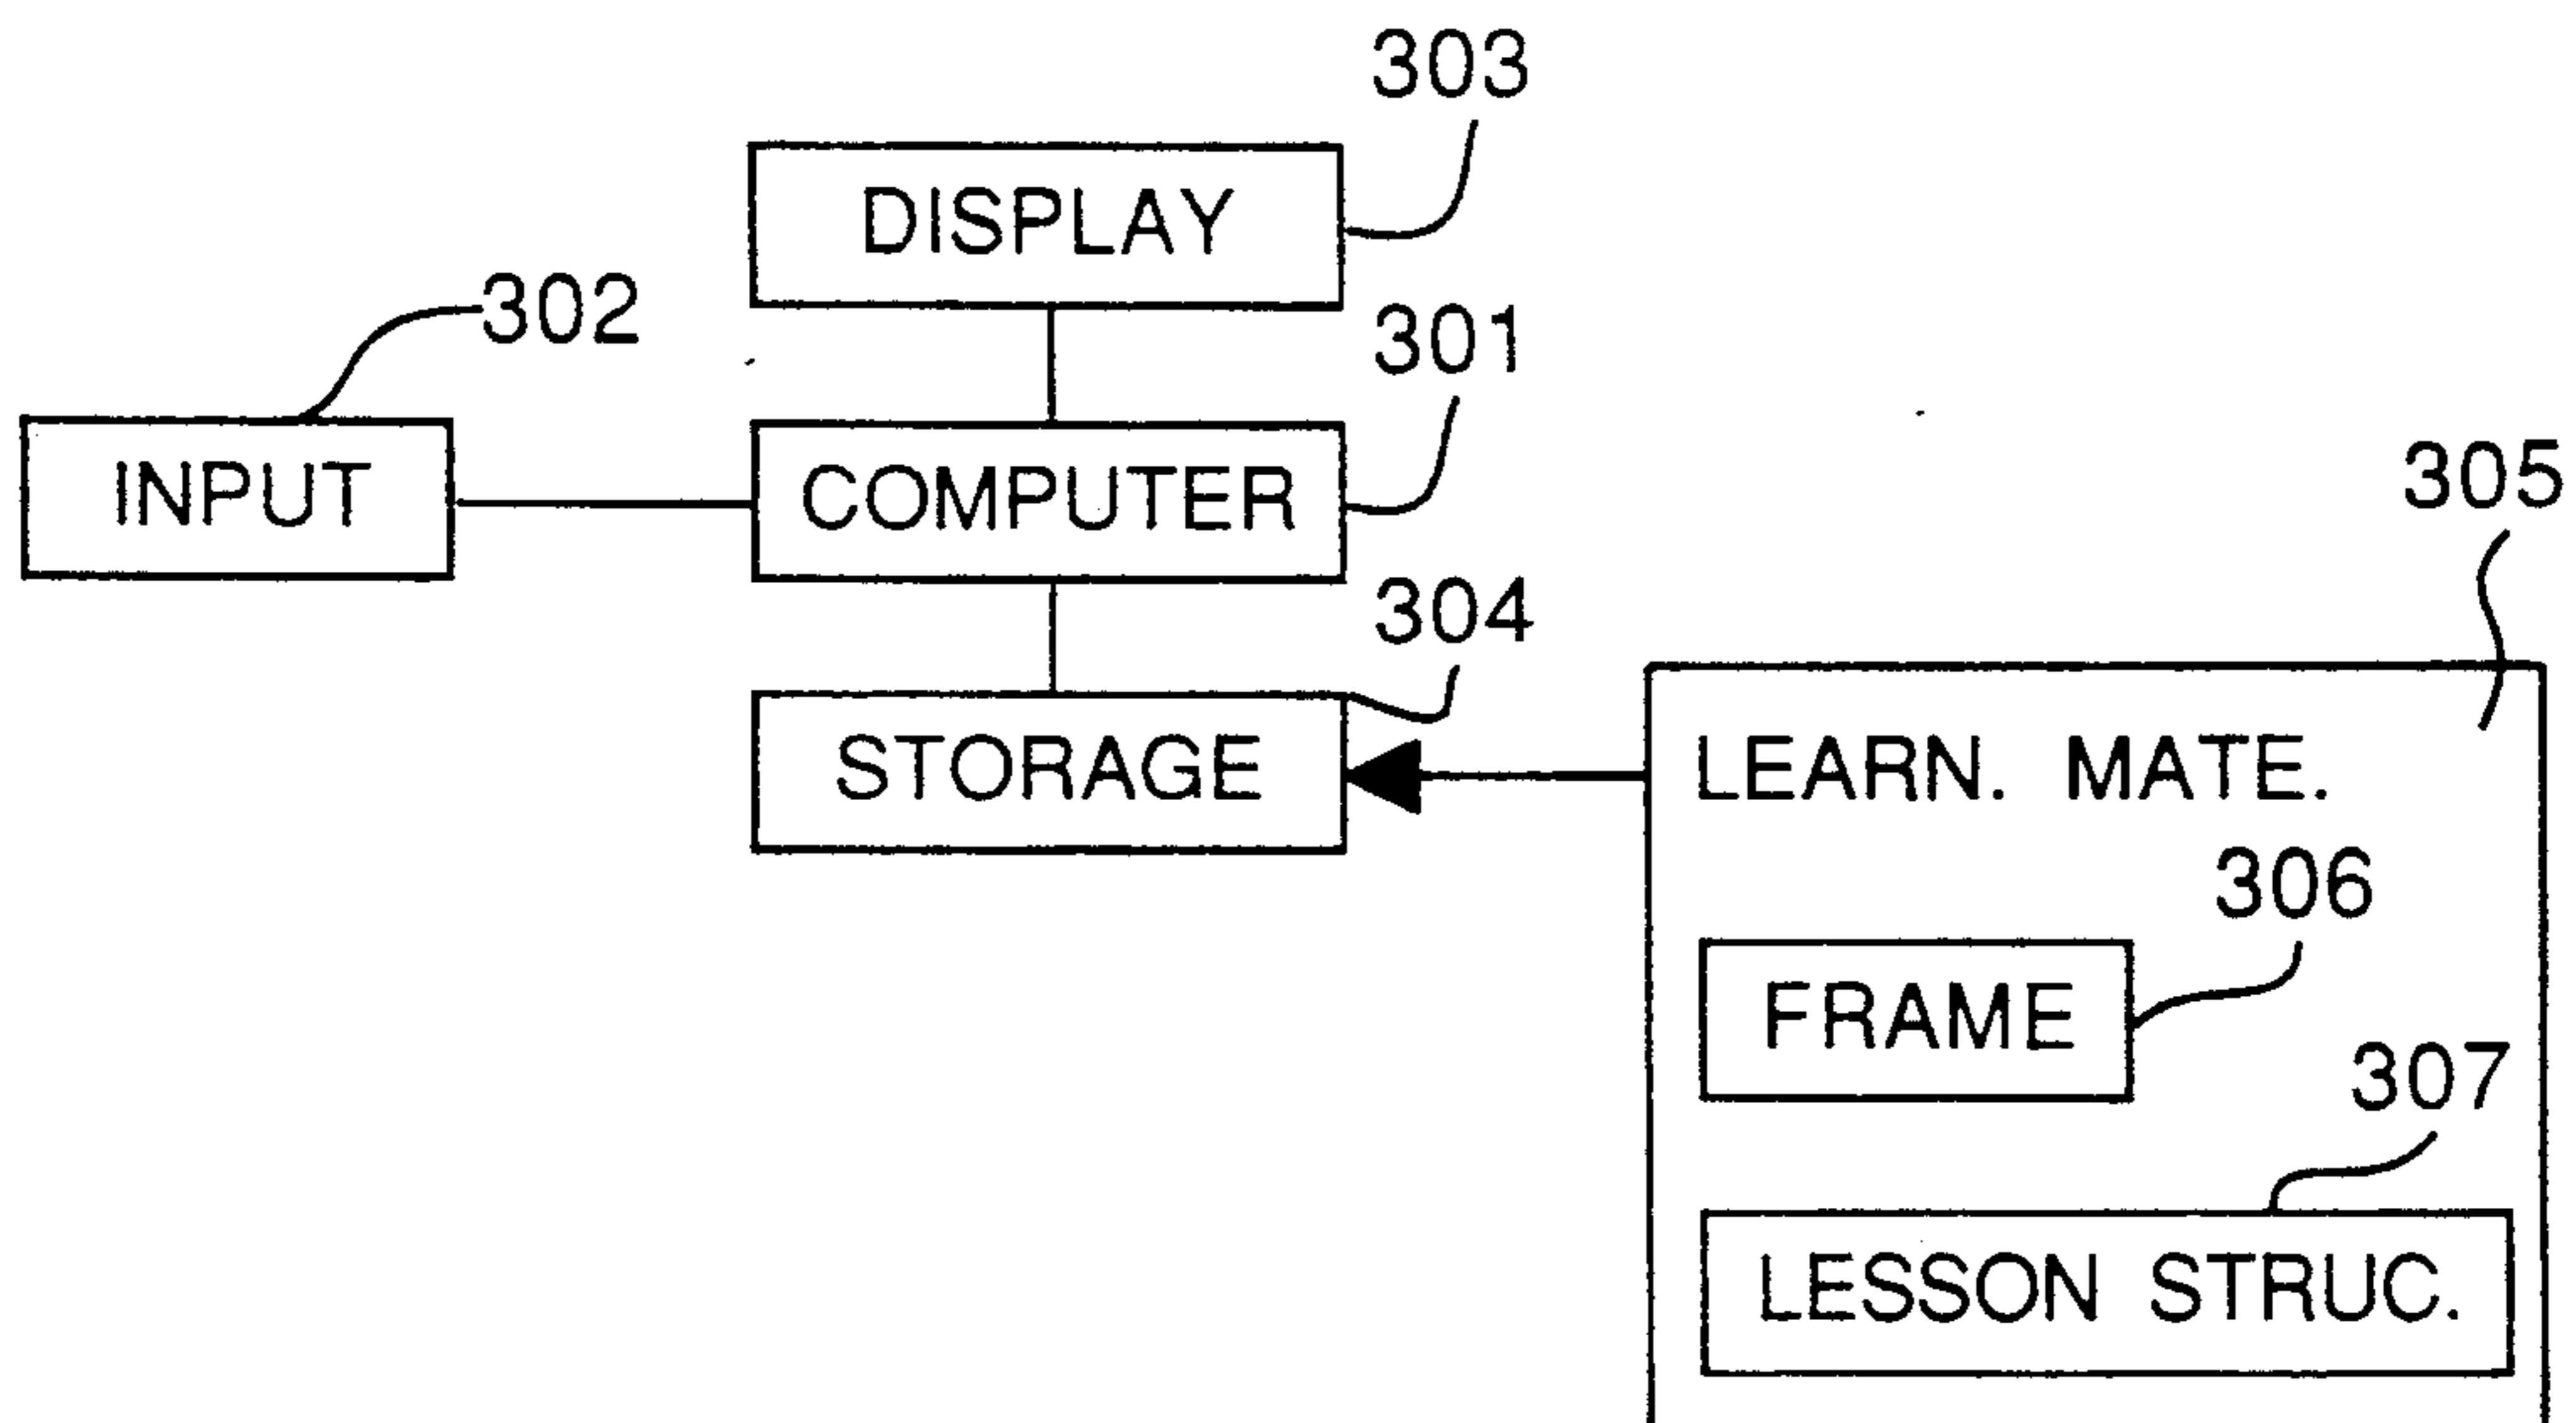 303
DISPLAY
302
301
INPUT
COMPUTER
305
304
STORAGE
LEARN. MATE.
306
FRAME
307
LESSON STRUC.